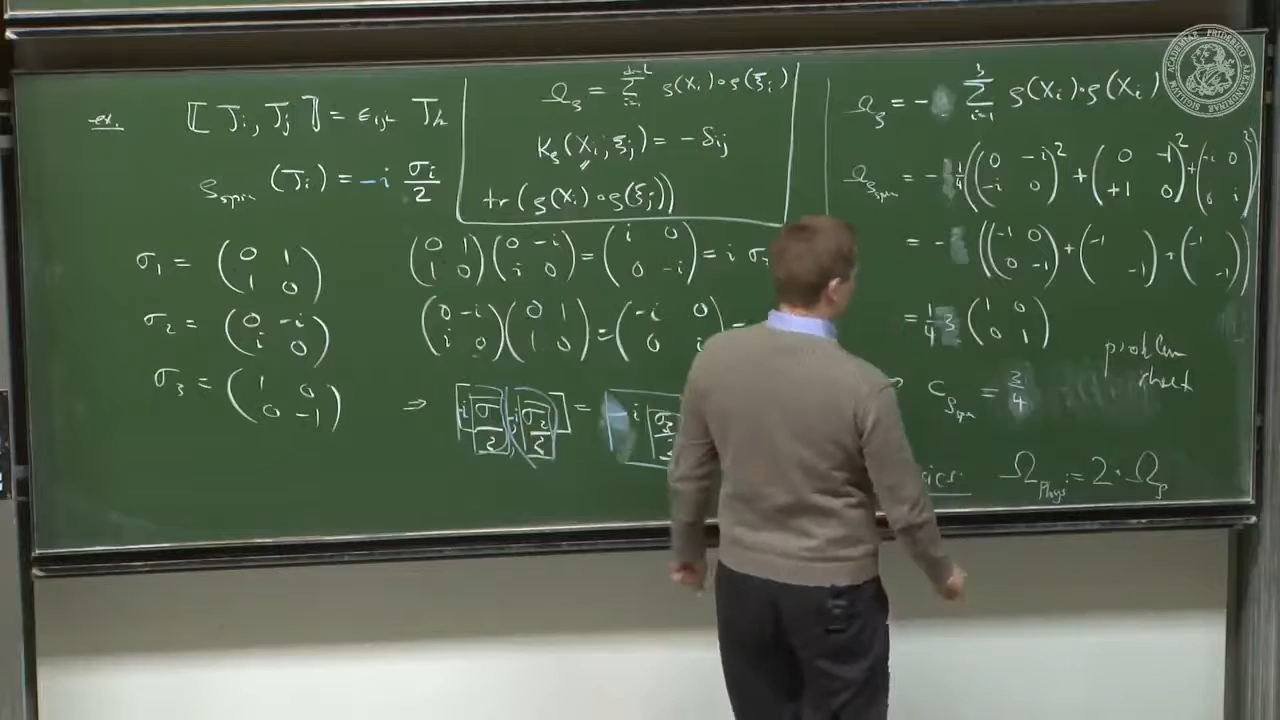 ex. ⟦ J_i , J_j ⟧ = ε_ijk J_k
ρ_spin (J_i) = -i σ_i/2
σ_1 = ( 0 1 ; 1 0 )
σ_2 = ( 0 -i ; i 0 )
σ_3 = ( 1 0 ; 0 -1 )
Ω_ρ = Σ_{i=1} ρ(X_i)∘ρ(ξ_i)
K_ρ(X_i, ξ_j) = -δ_ij
tr(ρ(X_i)∘ρ(ξ_j))
( 0 1 ; 1 0 )( 0 -i ; i 0 ) = ( i 0 ; 0 -i ) = i σ
( 0 -i ; i 0 )( 0 1 ; 1 0 ) = ( -i 0 ; 0 i ) =
⇒ [ -i σ/2 , -i σ_2/2 ] = -i σ_3/2
Ω_ρ = - Σ_{i=1}^{3} ρ(X_i)∘ρ(X_i)
Ω_ρspin = - 1/4 (( 0 -i ; -i 0 )² + ( 0 -1 ; +1 0 )² + ( -i 0 ; 0 i )²
= - (( -1 0 ; 0 -1 ) + ( -1 ; -1 ) + ( -1 ; -1 ))
= 1/4 3 ( 1 0 ; 0 1 )
C_ρspin = 3/4
problem
sheet
ics: Ω_Phys := 2 · Ω_ρ
SIGILLVM ACADEMIAE FRIDERICO ALEXANDRINAE